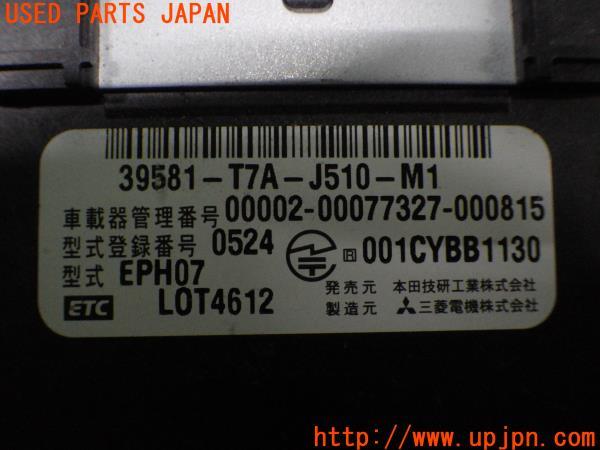 USED PARTS JAPAN
39581-T7A-J510-M1
車載器管理番号 00002-00077327-000815
型式登録番号 0524 R 001CYBB1130
型式 EPH07
ETC LOT4612
発売元 本田技研工業株式会社
製造元 三菱電機株式会社
UPJ
http://www.upjpn.com